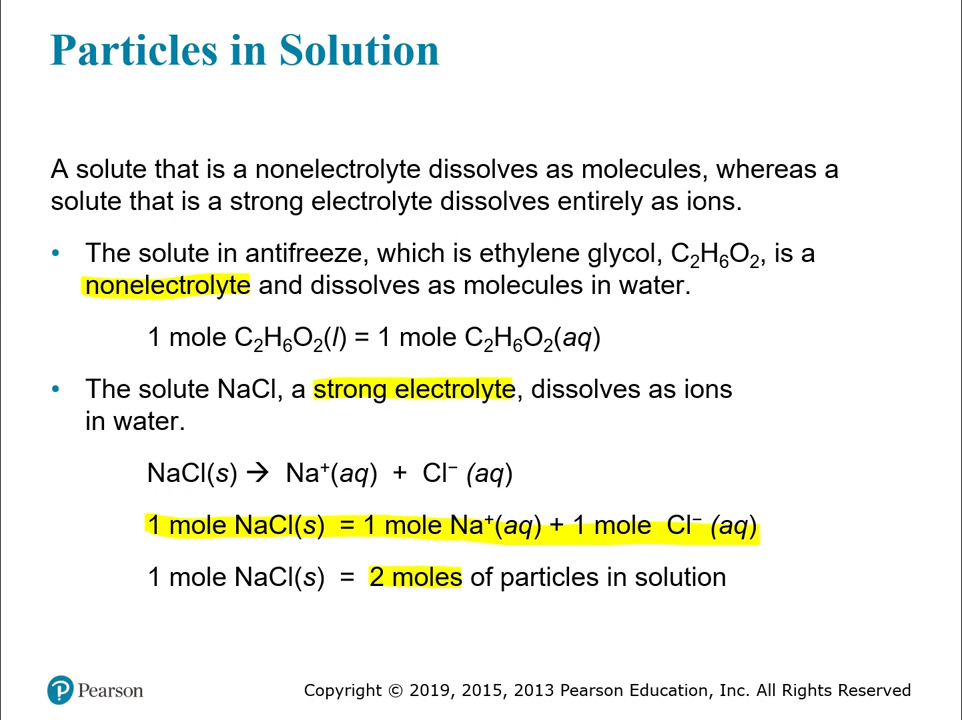 Particles in Solution
A solute that is a nonelectrolyte dissolves as molecules, whereas a
solute that is a strong electrolyte dissolves entirely as ions.
• The solute in antifreeze, which is ethylene glycol, C₂H₆O₂, is a
nonelectrolyte and dissolves as molecules in water.
1 mole C₂H₆O₂(l) = 1 mole C₂H₆O₂(aq)
• The solute NaCl, a strong electrolyte, dissolves as ions
in water.
NaCl(s) → Na⁺(aq) + Cl⁻ (aq)
1 mole NaCl(s) = 1 mole Na⁺(aq) + 1 mole Cl⁻ (aq)
1 mole NaCl(s) = 2 moles of particles in solution
Pearson
Copyright © 2019, 2015, 2013 Pearson Education, Inc. All Rights Reserved